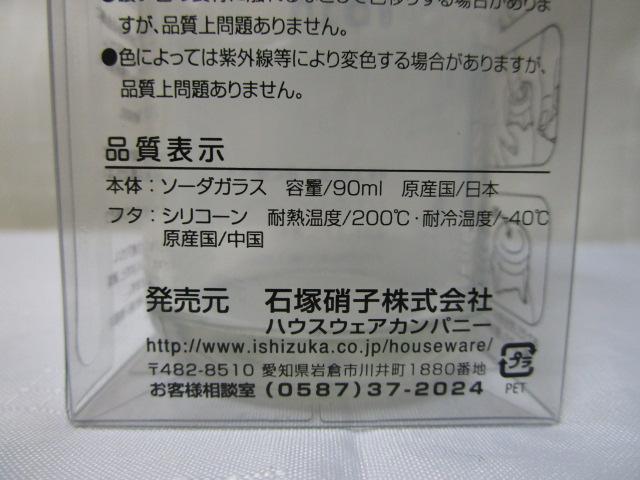 すが、品質上問題ありません。
●色によっては紫外線等により変色する場合がありますが、
品質上問題ありません。
品質表示
本体：ソーダガラス　容量/90ml　原産国/日本
フタ：シリコーン　耐熱温度/200℃・耐冷温度/-40℃
原産国/中国
発売元　石塚硝子株式会社
ハウスウェアカンパニー
http://www.ishizuka.co.jp/houseware/
〒482-8510 愛知県岩倉市川井町1880番地
お客様相談室 (0587)37-2024
プラ
PET